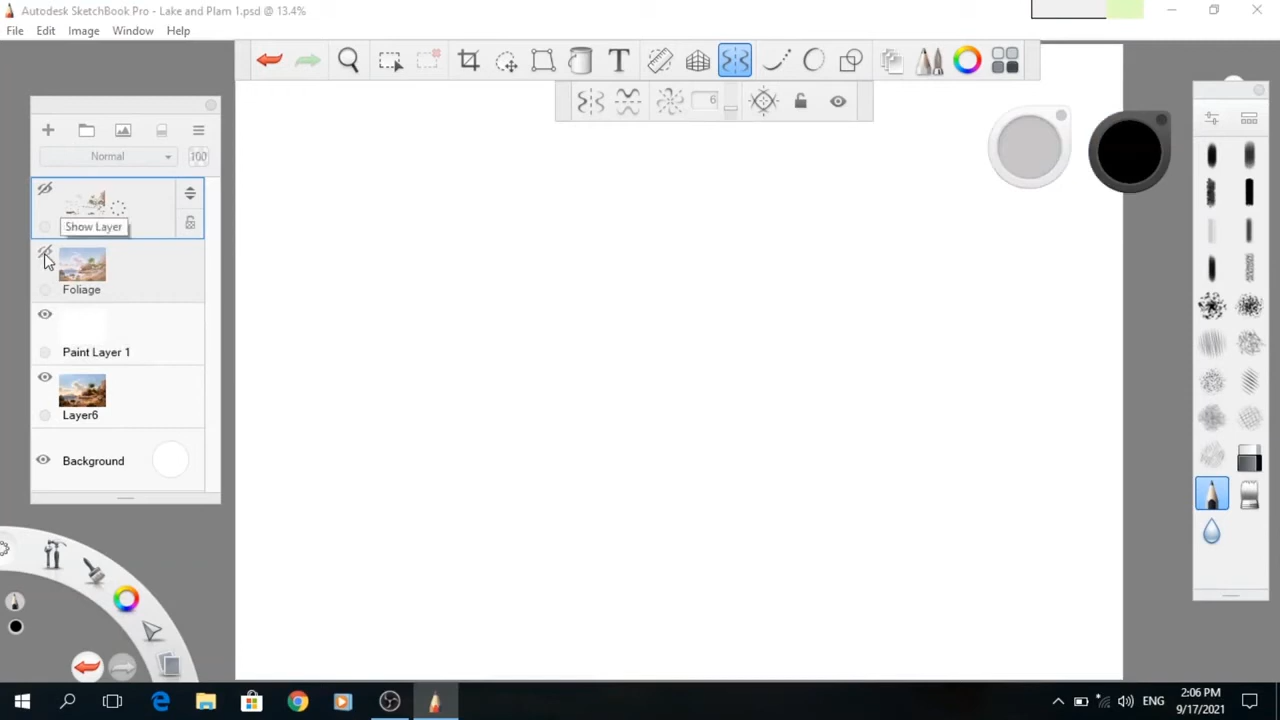 Autodesk SketchBook Pro - Lake and Plam 1.psd @ 13.4%
File Edit Image Window Help
6
Normal 100
Show Layer
Foliage
Paint Layer 1
Layer6
Background
ENG
2:06 PM
9/17/2021